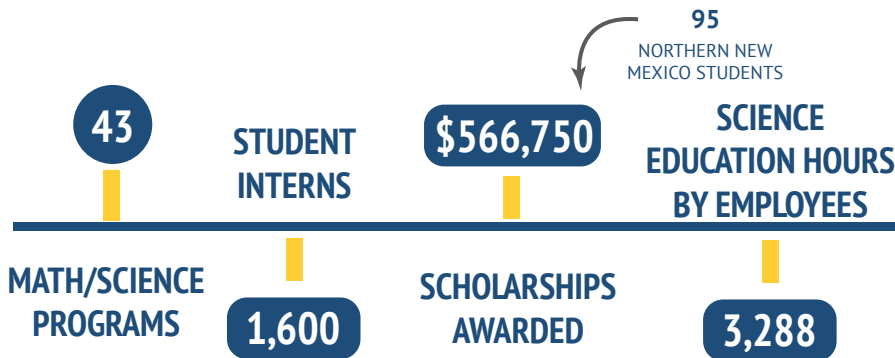 43
MATH/SCIENCE
PROGRAMS
STUDENT
INTERNS
1,600
95
NORTHERN NEW
MEXICO STUDENTS
$566,750
SCHOLARSHIPS
AWARDED
SCIENCE
EDUCATION HOURS
BY EMPLOYEES
3,288